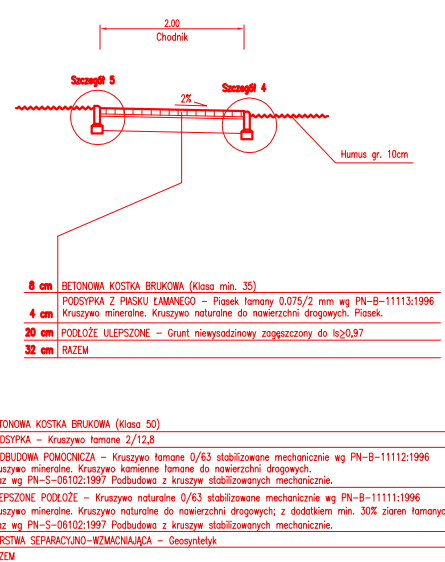 2.00
Chodnik
Szczegół 5
Szczegół 4
2%
Humus gr. 10cm
8 cm BETONOWA KOSTKA BRUKOWA (Klasa min. 35)
PODSYPKA Z PIASKU ŁAMANEGO – Piasek łamany 0.075/2 mm wg PN-B-11113:1996
4 cm Kruszywo mineralne. Kruszywo naturalne do nawierzchni drogowych. Piasek.
20 cm PODŁOŻE ULEPSZONE – Grunt niewysadzinowy zagęszczony do Is≥0,97
32 cm RAZEM
TONOWA KOSTKA BRUKOWA (Klasa 50)
DSYPKA – Kruszywo łamane 2/12,8
DBUDOWA POMOCNICZA – Kruszywo łamane 0/63 stabilizowane mechanicznie wg PN-B-11112:1996
uszywo mineralne. Kruszywo kamienne łamane do nawierzchni drogowych.
az wg PN-S-06102:1997 Podbudowa z kruszyw stabilizowanych mechanicznie.
EPSZONE PODŁOŻE – Kruszywo naturalne 0/63 stabilizowane mechanicznie wg PN-B-11111:1996
uszywo mineralne. Kruszywo naturalne do nawierzchni drogowych; z dodatkiem min. 30% ziaren łamanyc
az wg PN-S-06102:1997 Podbudowa z kruszyw stabilizowanych mechanicznie.
RSTWA SEPARACYJNO-WZMACNIAJĄCA – Geosyntetyk
ZEM